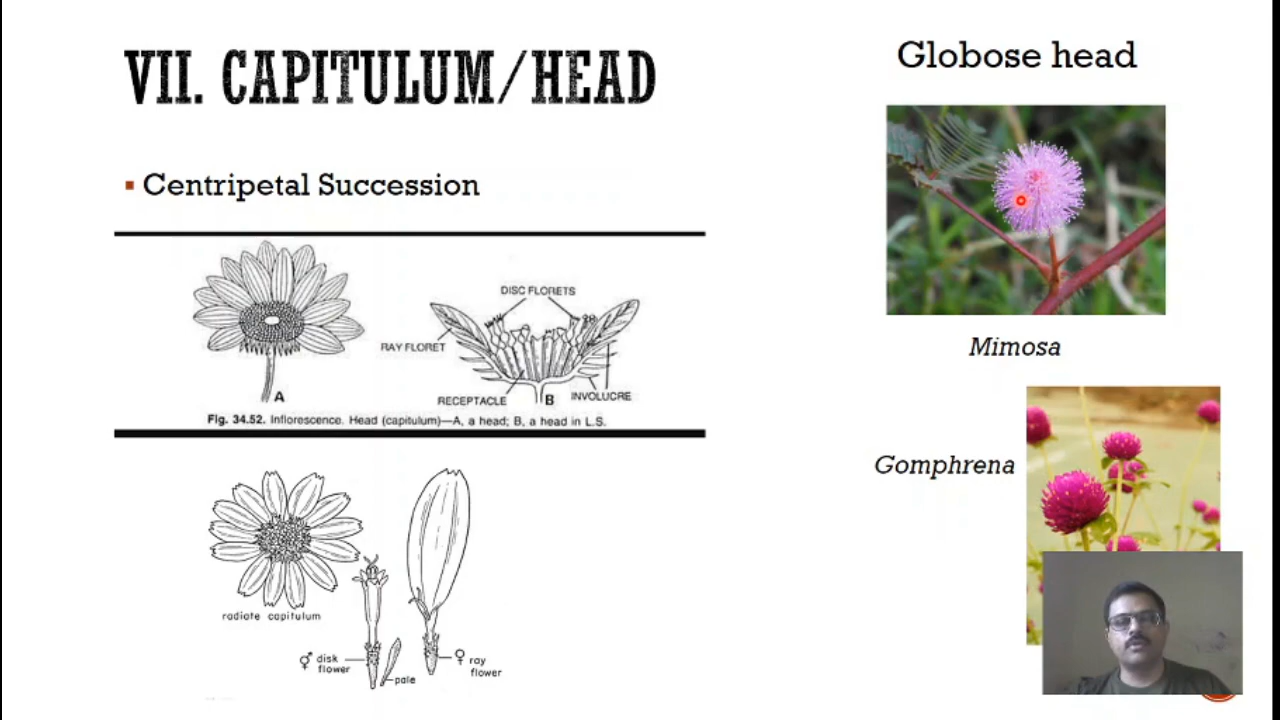 VII. CAPITULUM/HEAD
Centripetal Succession
DISC FLORETS
RAY FLORET
RECEPTACLE
INVOLUCRE
A
B
Fig. 34.52. Inflorescence. Head (capitulum)—A, a head; B, a head in L.S.
radiate capitulum
⚥ disk
flower
pale
♀ ray
flower
Globose head
Mimosa
Gomphrena